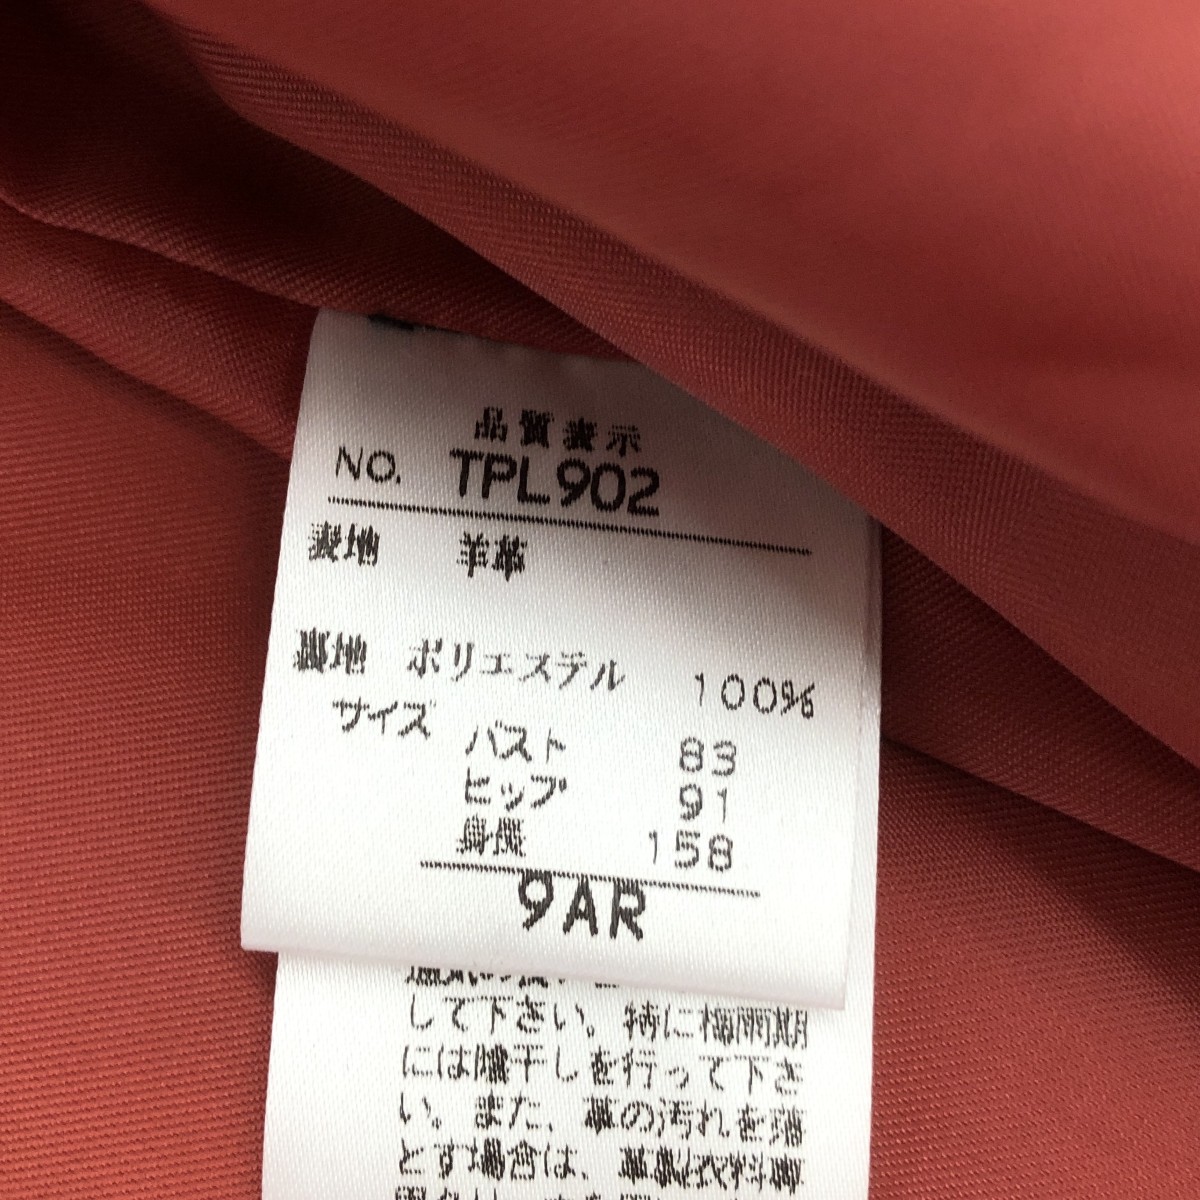 品質表示
NO. TPL902
表地 羊革
裏地 ポリエステル 100%
サイズ
バスト 83
ヒップ 91
身長 158
9AR
して下さい。特に梅雨期
には陰干しを行って下さ
い。また、革の汚れを落
とす場合は、革製衣料専